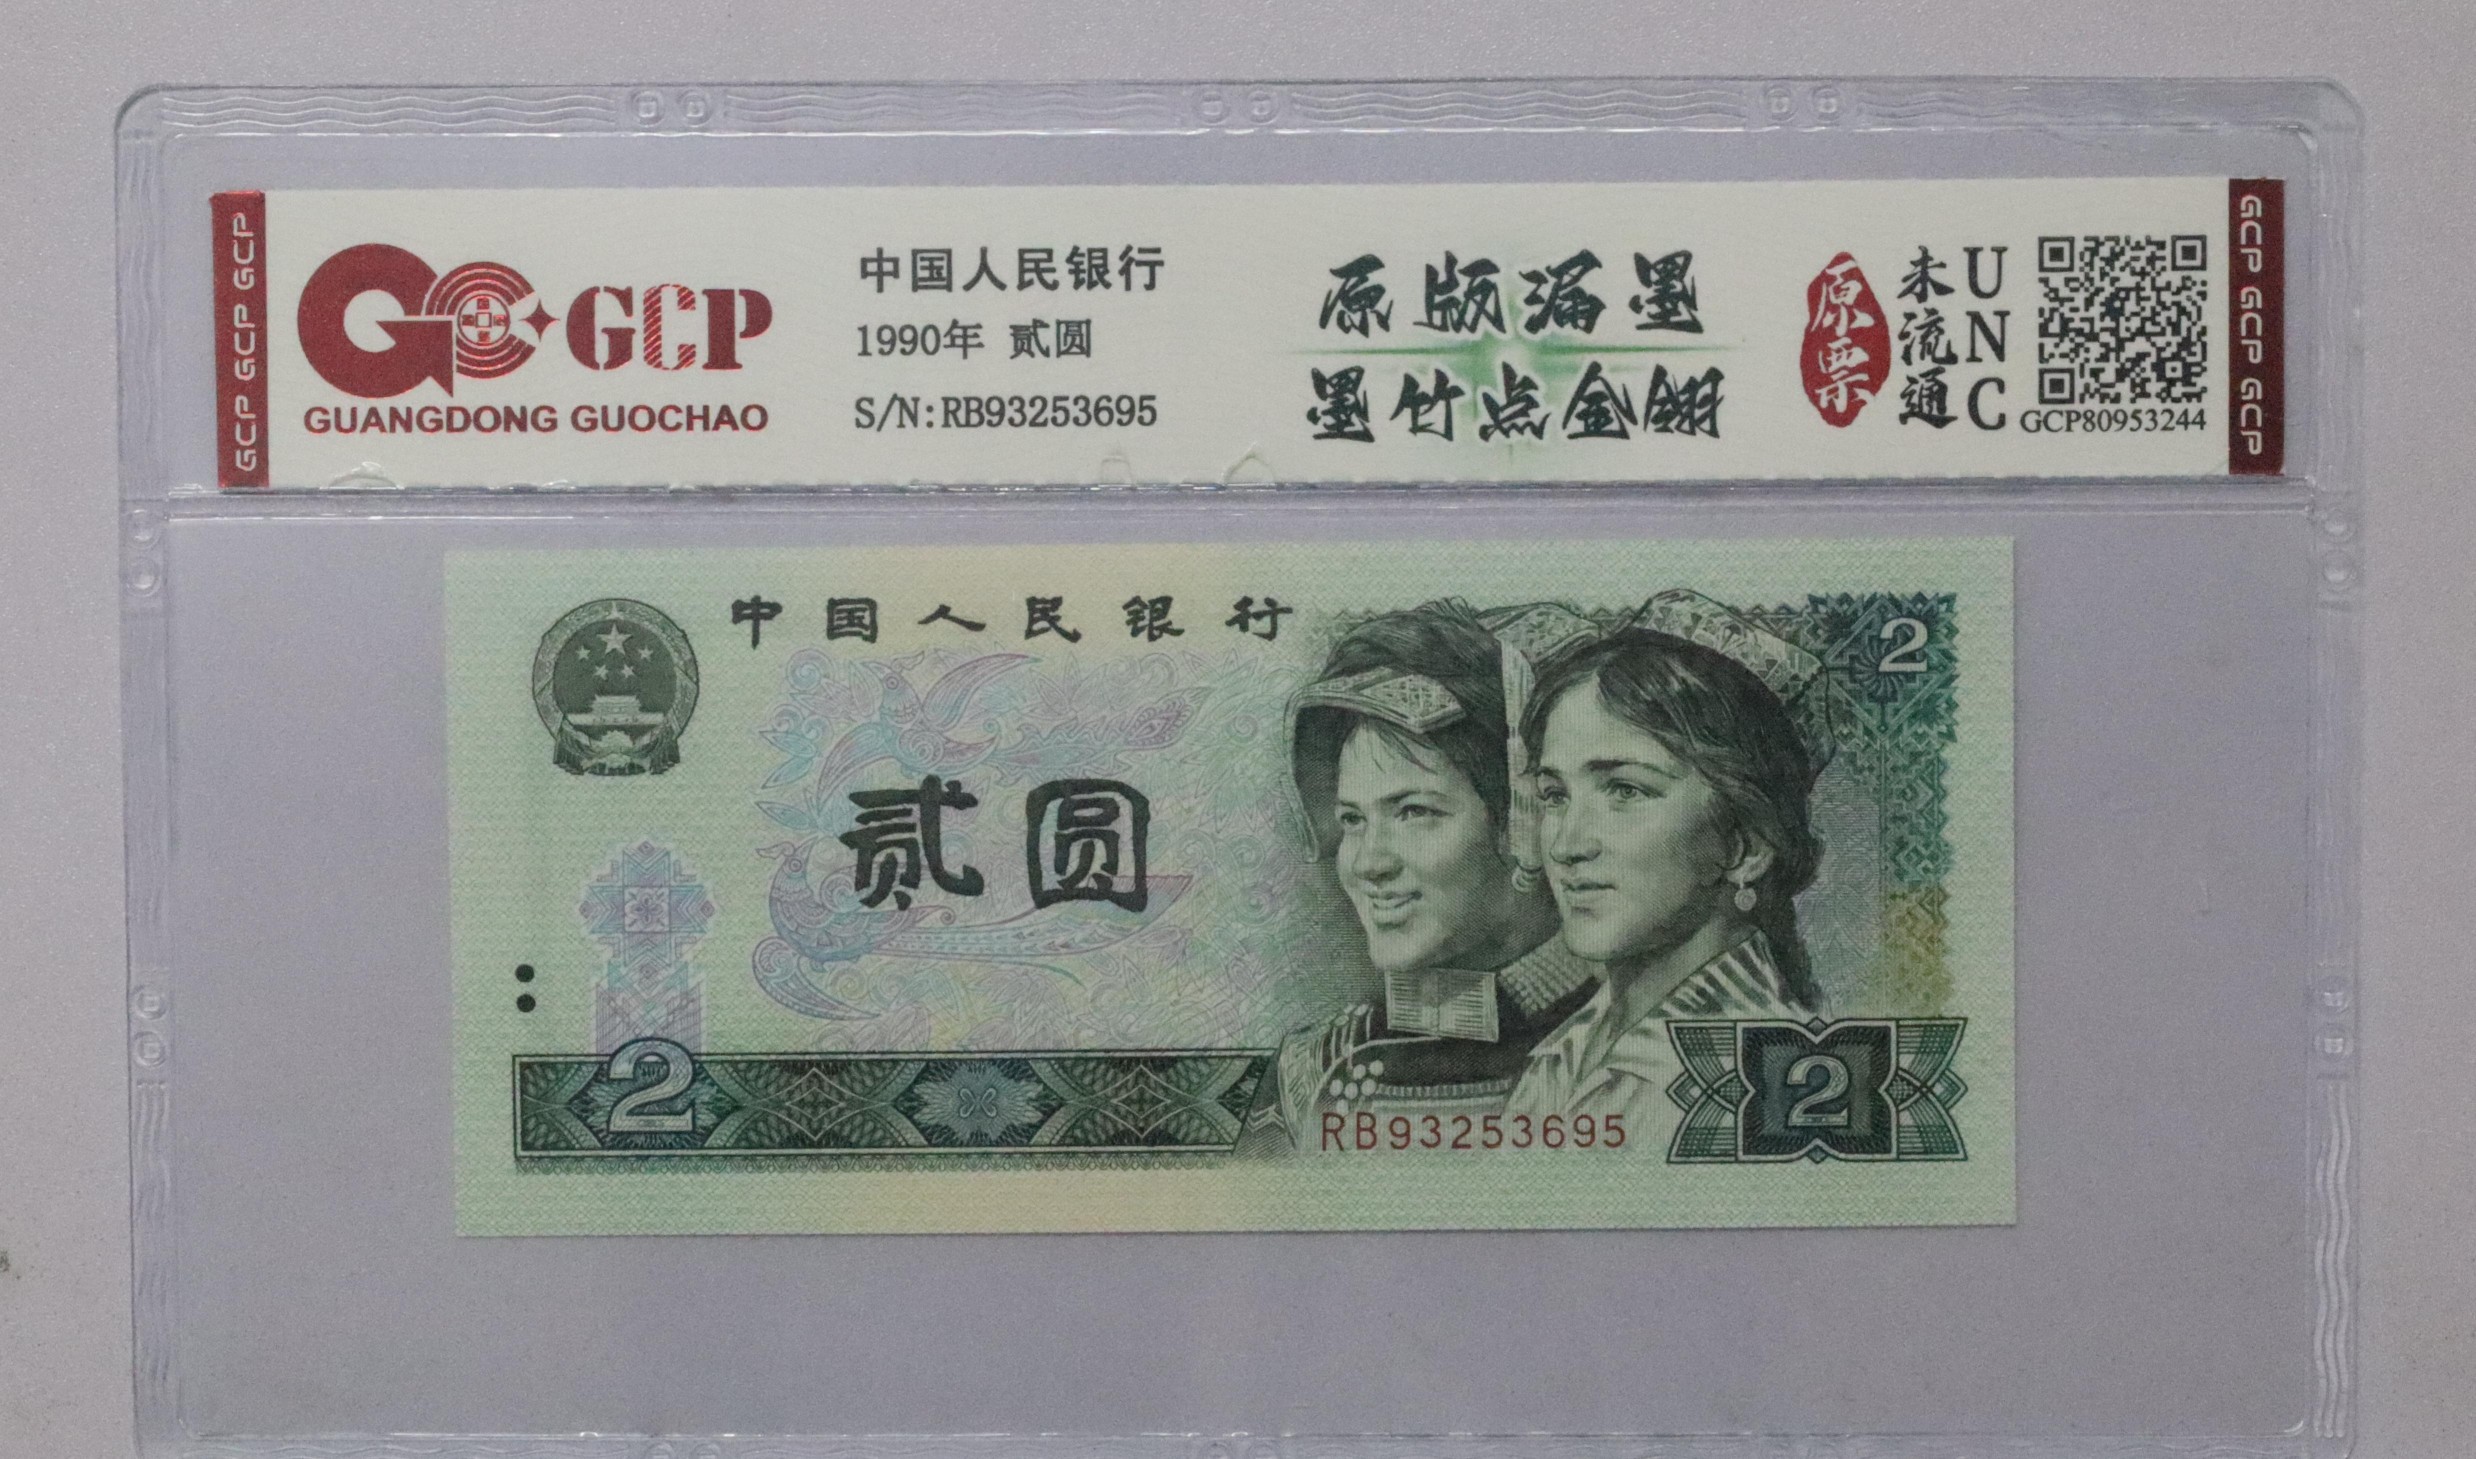 GCP GCP GCP
GCP
GUANGDONG GUOCHAO
中国人民银行
1990年 贰圆
S/N:RB93253695
原版漏墨
墨竹点金翅
原票
未流通
UNC
GCP80953244
GCP GCP GCP
中国人民银行
2
贰圆
2
RB93253695
2